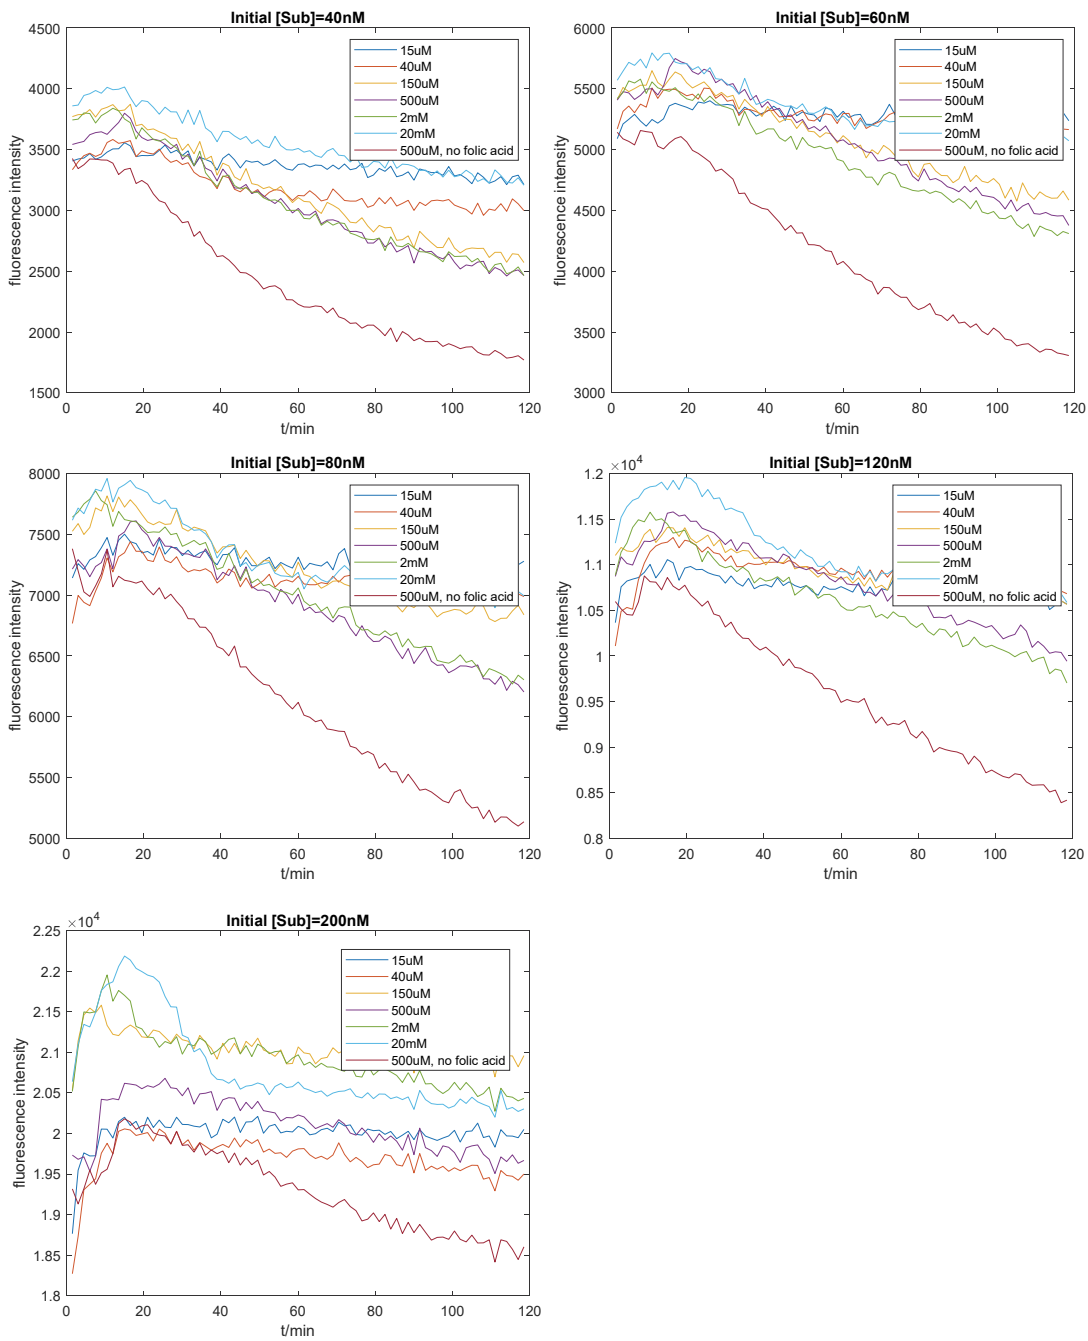 Initial [Sub]=40nM
4500
4000
3500
3000
2500
2000
1500
fluorescence intensity
15uM
40uM
150uM
500uM
2mM
20mM
500uM, no folic acid
0 20 40 60 80 100 120
t/min
Initial [Sub]=60nM
6000
5500
5000
4500
4000
3500
3000
fluorescence intensity
15uM
40uM
150uM
500uM
2mM
20mM
500uM, no folic acid
0 20 40 60 80 100 120
t/min
Initial [Sub]=80nM
8000
7500
7000
6500
6000
5500
5000
fluorescence intensity
15uM
40uM
150uM
500uM
2mM
20mM
500uM, no folic acid
0 20 40 60 80 100 120
t/min
Initial [Sub]=120nM
×10⁴
1.2
1.15
1.1
1.05
1
0.95
0.9
0.85
0.8
fluorescence intensity
15uM
40uM
150uM
500uM
2mM
20mM
500uM, no folic acid
0 20 40 60 80 100 120
t/min
Initial [Sub]=200nM
×10⁴
2.25
2.2
2.15
2.1
2.05
2
1.95
1.9
1.85
1.8
fluorescence intensity
15uM
40uM
150uM
500uM
2mM
20mM
500uM, no folic acid
0 20 40 60 80 100 120
t/min